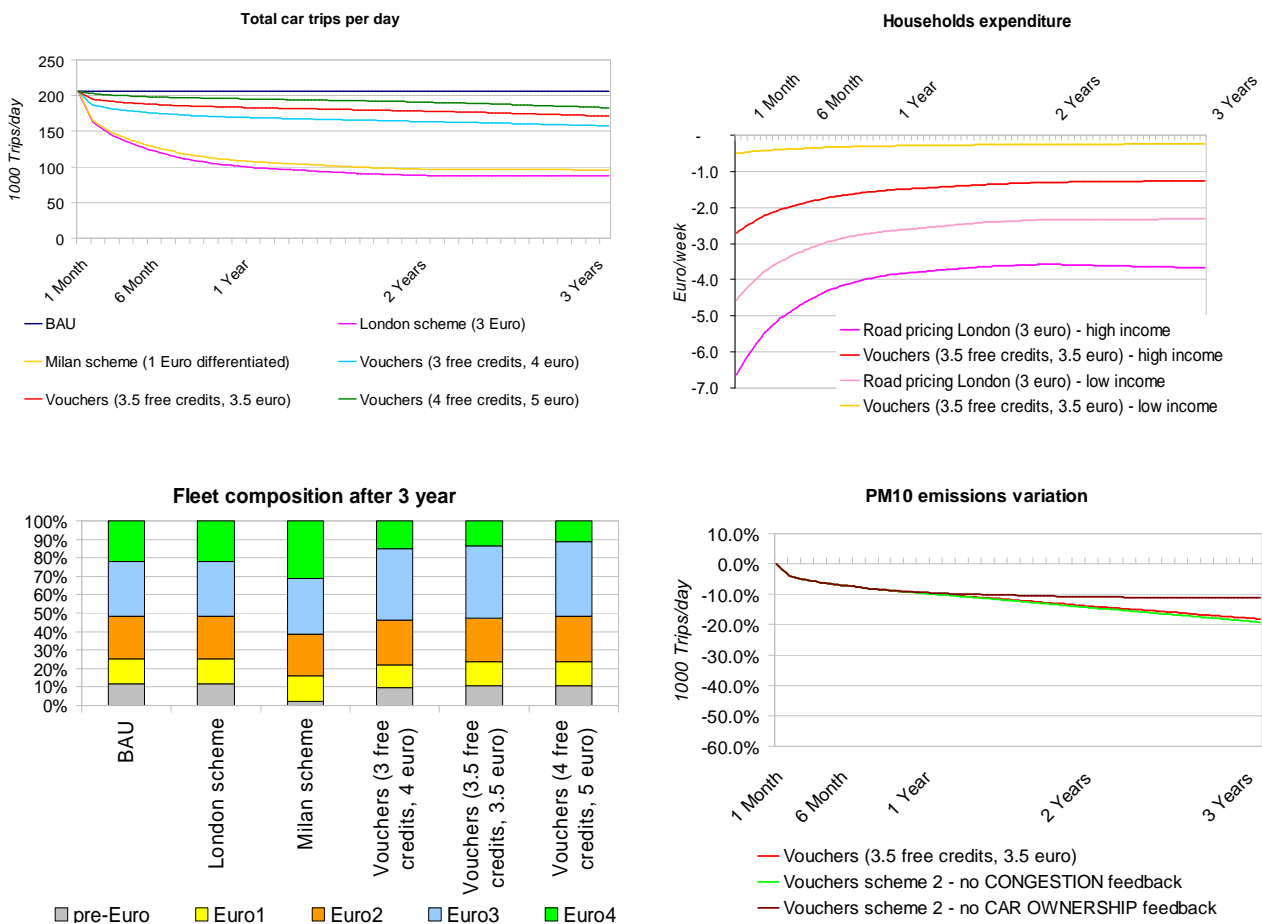 Total car trips per day
250
200
150
100
50
0
1000 Trips/day
1 Month
6 Month
1 Year
2 Years
3 Years
BAU
London scheme (3 Euro)
Milan scheme (1 Euro differentiated)
Vouchers (3 free credits, 4 euro)
Vouchers (3.5 free credits, 3.5 euro)
Vouchers (4 free credits, 5 euro)
Households expenditure
1 Month
6 Month
1 Year
2 Years
3 Years
-
-1.0
-2.0
-3.0
-4.0
-5.0
-6.0
-7.0
Euro/week
Road pricing London (3 euro) - high income
Vouchers (3.5 free credits, 3.5 euro) - high income
Road pricing London (3 euro) - low income
Vouchers (3.5 free credits, 3.5 euro) - low income
Fleet composition after 3 year
100%
90%
80%
70%
60%
50%
40%
30%
20%
10%
0%
BAU
London scheme
Milan scheme
Vouchers (3 free
credits, 4 euro)
Vouchers (3.5 free
credits, 3.5 euro)
Vouchers (4 free
credits, 5 euro)
pre-Euro
Euro1
Euro2
Euro3
Euro4
PM10 emissions variation
10.0%
0.0%
-10.0%
-20.0%
-30.0%
-40.0%
-50.0%
-60.0%
1000 Trips/day
1 Month
6 Month
1 Year
2 Years
3 Years
Vouchers (3.5 free credits, 3.5 euro)
Vouchers scheme 2 - no CONGESTION feedback
Vouchers scheme 2 - no CAR OWNERSHIP feedback